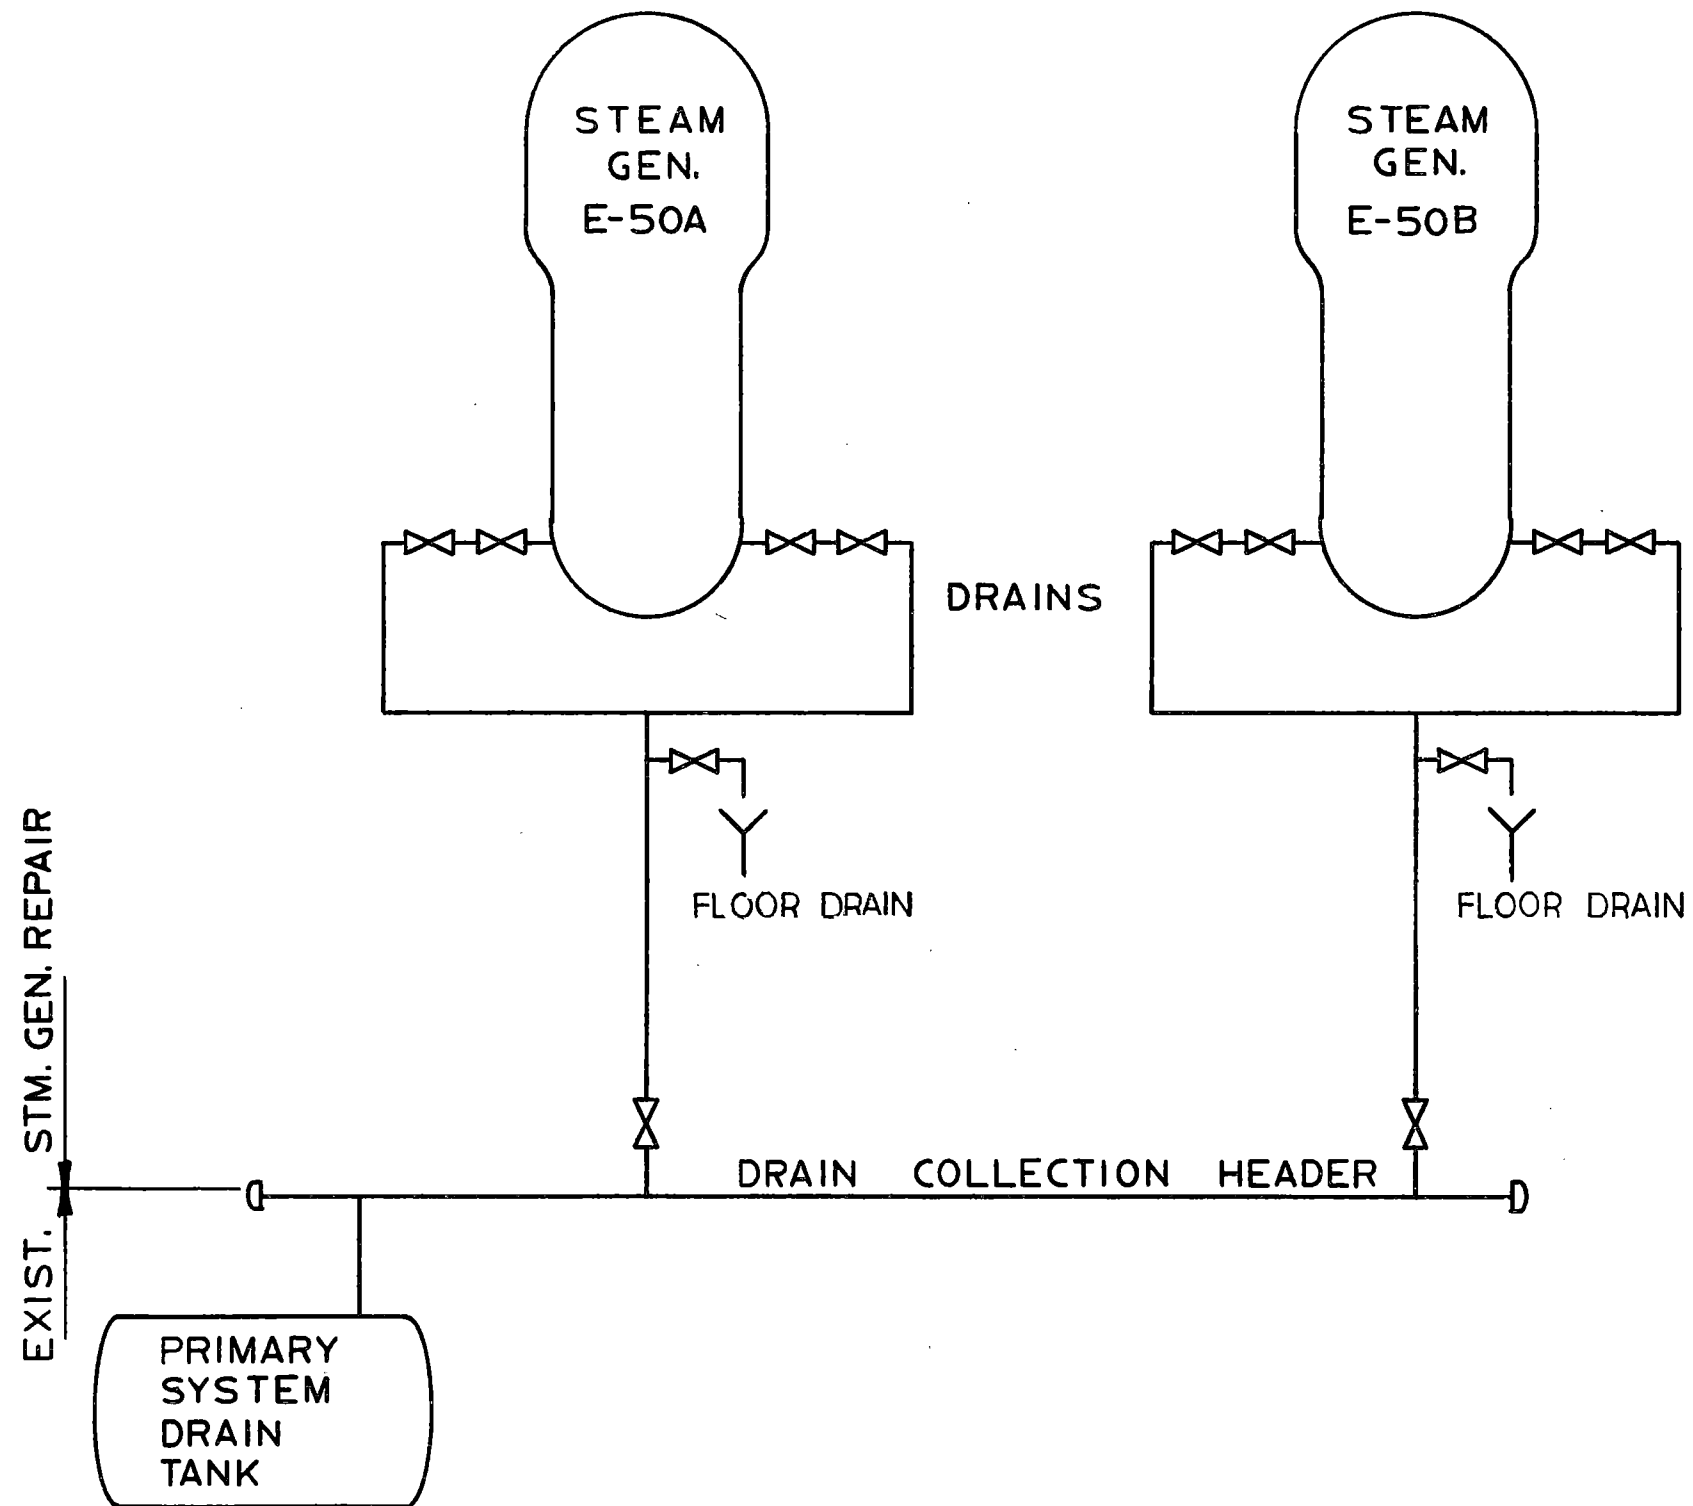 STEAM
GEN.
E-50A
STEAM
GEN.
E-50B
DRAINS
FLOOR DRAIN
FLOOR DRAIN
STM. GEN. REPAIR
EXIST.
DRAIN COLLECTION HEADER
PRIMARY
SYSTEM
DRAIN
TANK